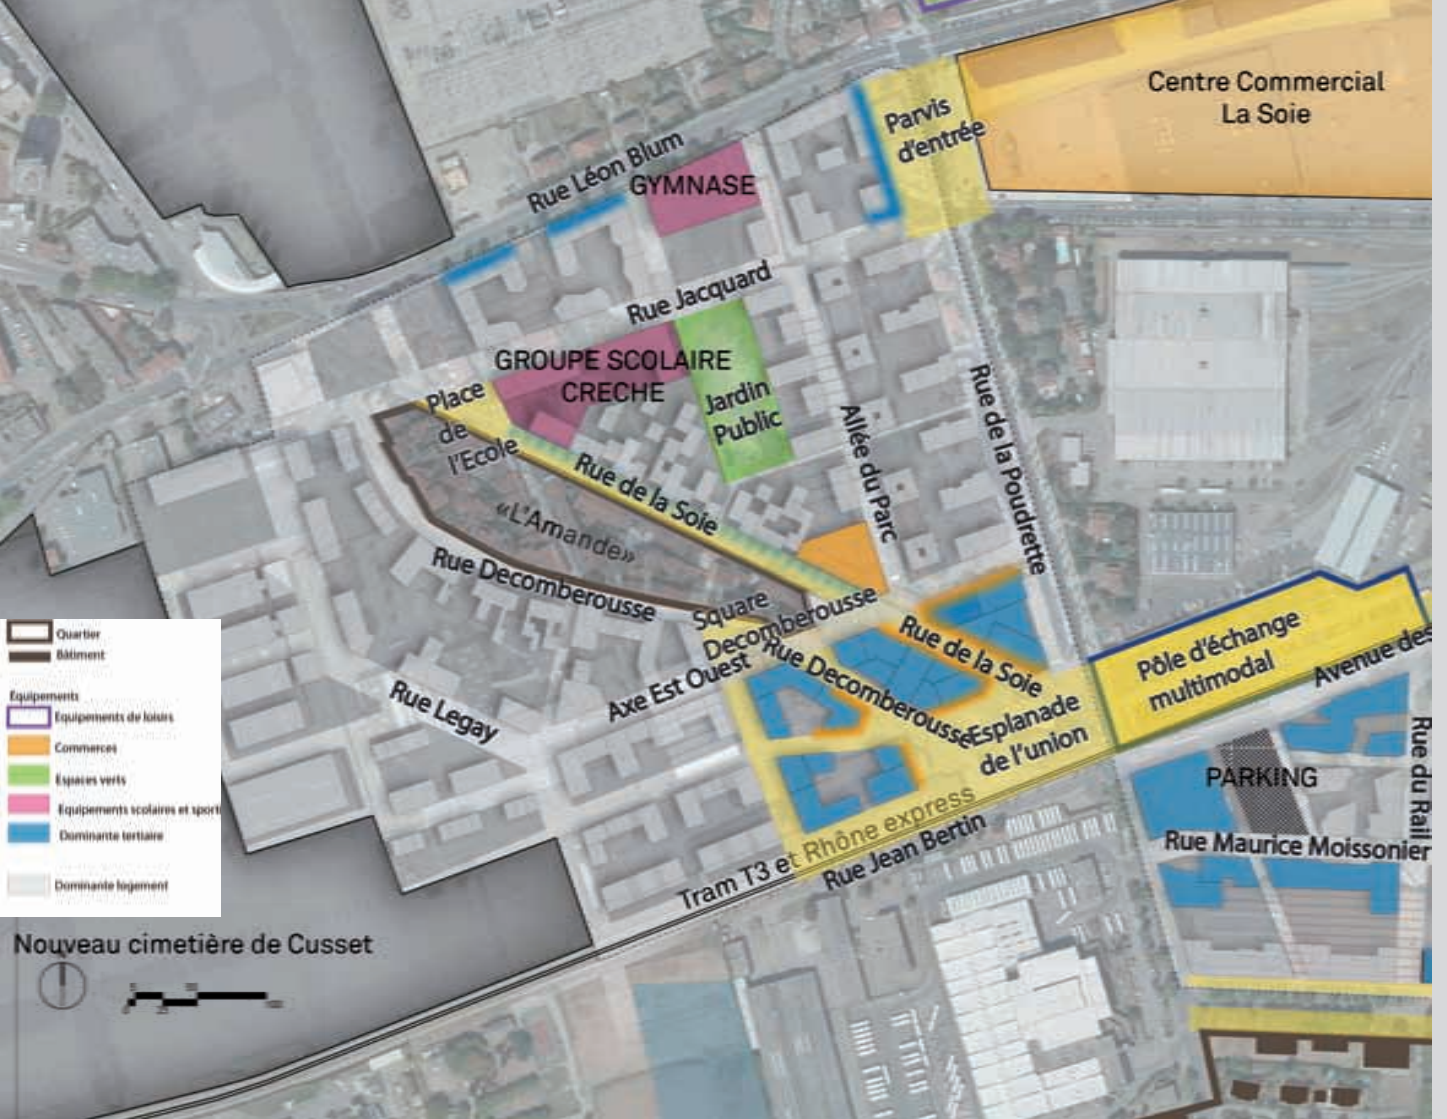 Centre Commercial
La Soie
Parvis
d'entrée
Rue Léon Blum
GYMNASE
Rue Jacquard
GROUPE SCOLAIRE
CRECHE
Place
de
l'Ecole
Jardin
Public
Allée du Parc
Rue de la Poudrette
Rue de la Soie
«L'Amande»
Rue Decomberousse
Square
Decomberousse
Rue de la Soie
Rue Decomberousse
Axe Est Ouest
Rue Legay
Esplanade
de l'union
Pôle d'échange
multimodal
Avenue des
PARKING
Rue du Rail
Rue Maurice Moissonier
Tram T3 et Rhône express
Rue Jean Bertin
Quartier
Bâtiment
Equipements
Equipements de loisirs
Commerces
Espaces verts
Equipements scolaires et sporti
Dominante tertiaire
Dominante logement
Nouveau cimetière de Cusset